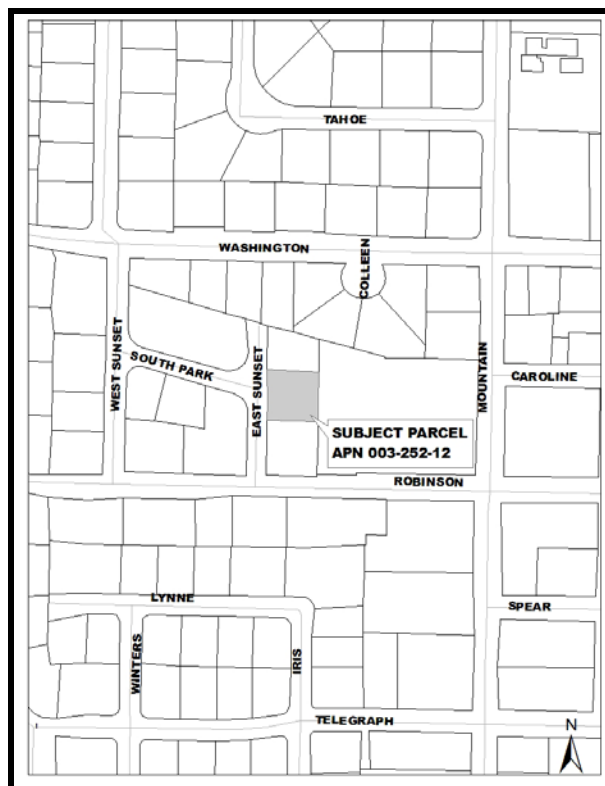 TAHOE
WASHINGTON
COLLEEN
WEST SUNSET
SOUTH PARK
EAST SUNSET
MOUNTAIN
CAROLINE
SUBJECT PARCEL
APN 003-252-12
ROBINSON
LYNNE
SPEAR
WINTERS
IRIS
TELEGRAPH
N